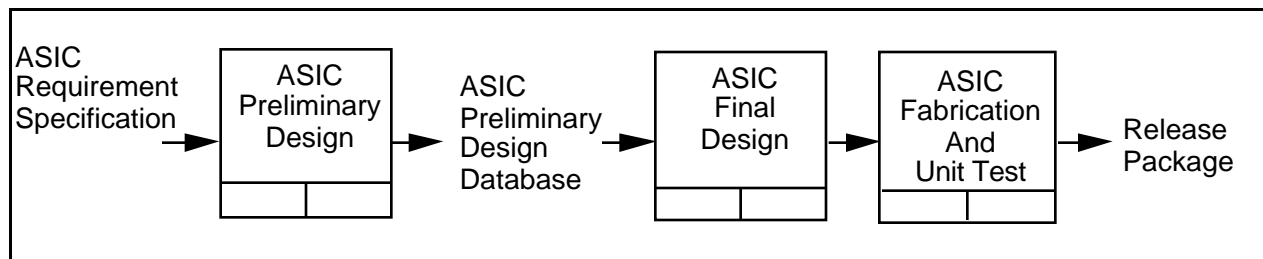 ASIC
Requirement
Specification
ASIC
Preliminary
Design
ASIC
Preliminary
Design
Database
ASIC
Final
Design
ASIC
Fabrication
And
Unit Test
Release
Package